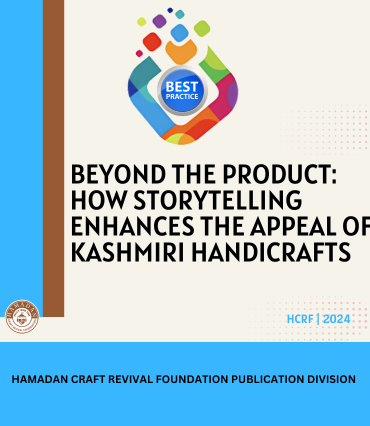 BEST
PRACTICE
BEYOND THE PRODUCT:
HOW STORYTELLING
ENHANCES THE APPEAL OF
KASHMIRI HANDICRAFTS
HAMADAN
HCRF | 2024
HAMADAN CRAFT REVIVAL FOUNDATION PUBLICATION DIVISION